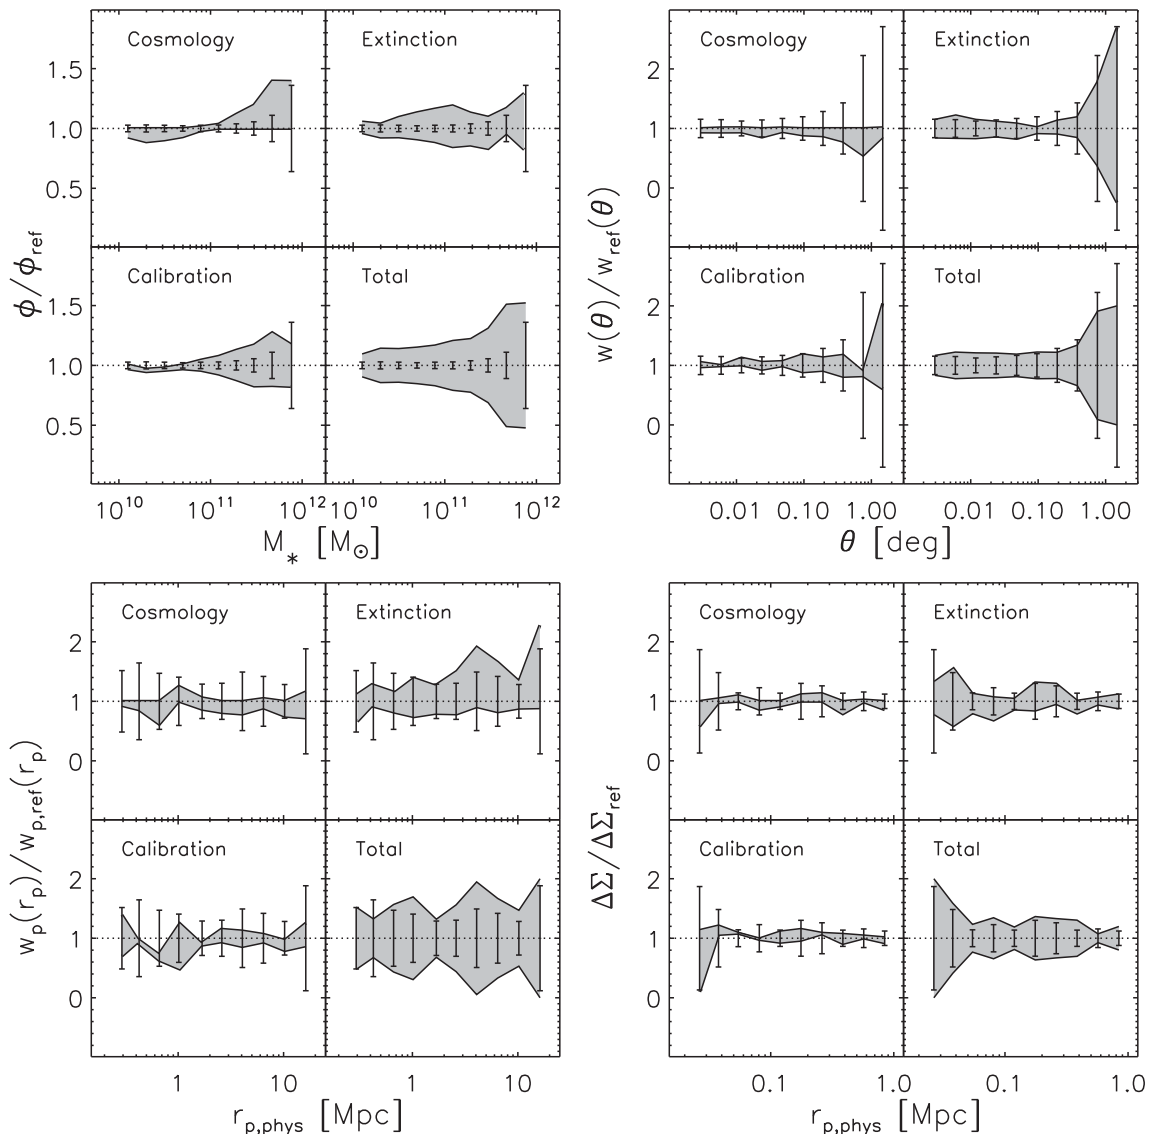 Cosmology
Extinction
1.5
1.0
0.5
Calibration
Total
1.5
1.0
0.5
ϕ/ϕref
10^10 10^11 10^12 10^10 10^11 10^12
M* [M⊙]
Cosmology
Extinction
2
1
0
Calibration
Total
2
1
0
w(θ)/wref(θ)
0.01 0.10 1.00 0.01 0.10 1.00
θ [deg]
Cosmology
Extinction
2
1
0
Calibration
Total
2
1
0
wp(rp)/wp,ref(rp)
1 10 1 10
rp,phys [Mpc]
Cosmology
Extinction
2
1
0
Calibration
Total
2
1
0
ΔΣ/ΔΣref
0.1 1.0 0.1 1.0
rp,phys [Mpc]